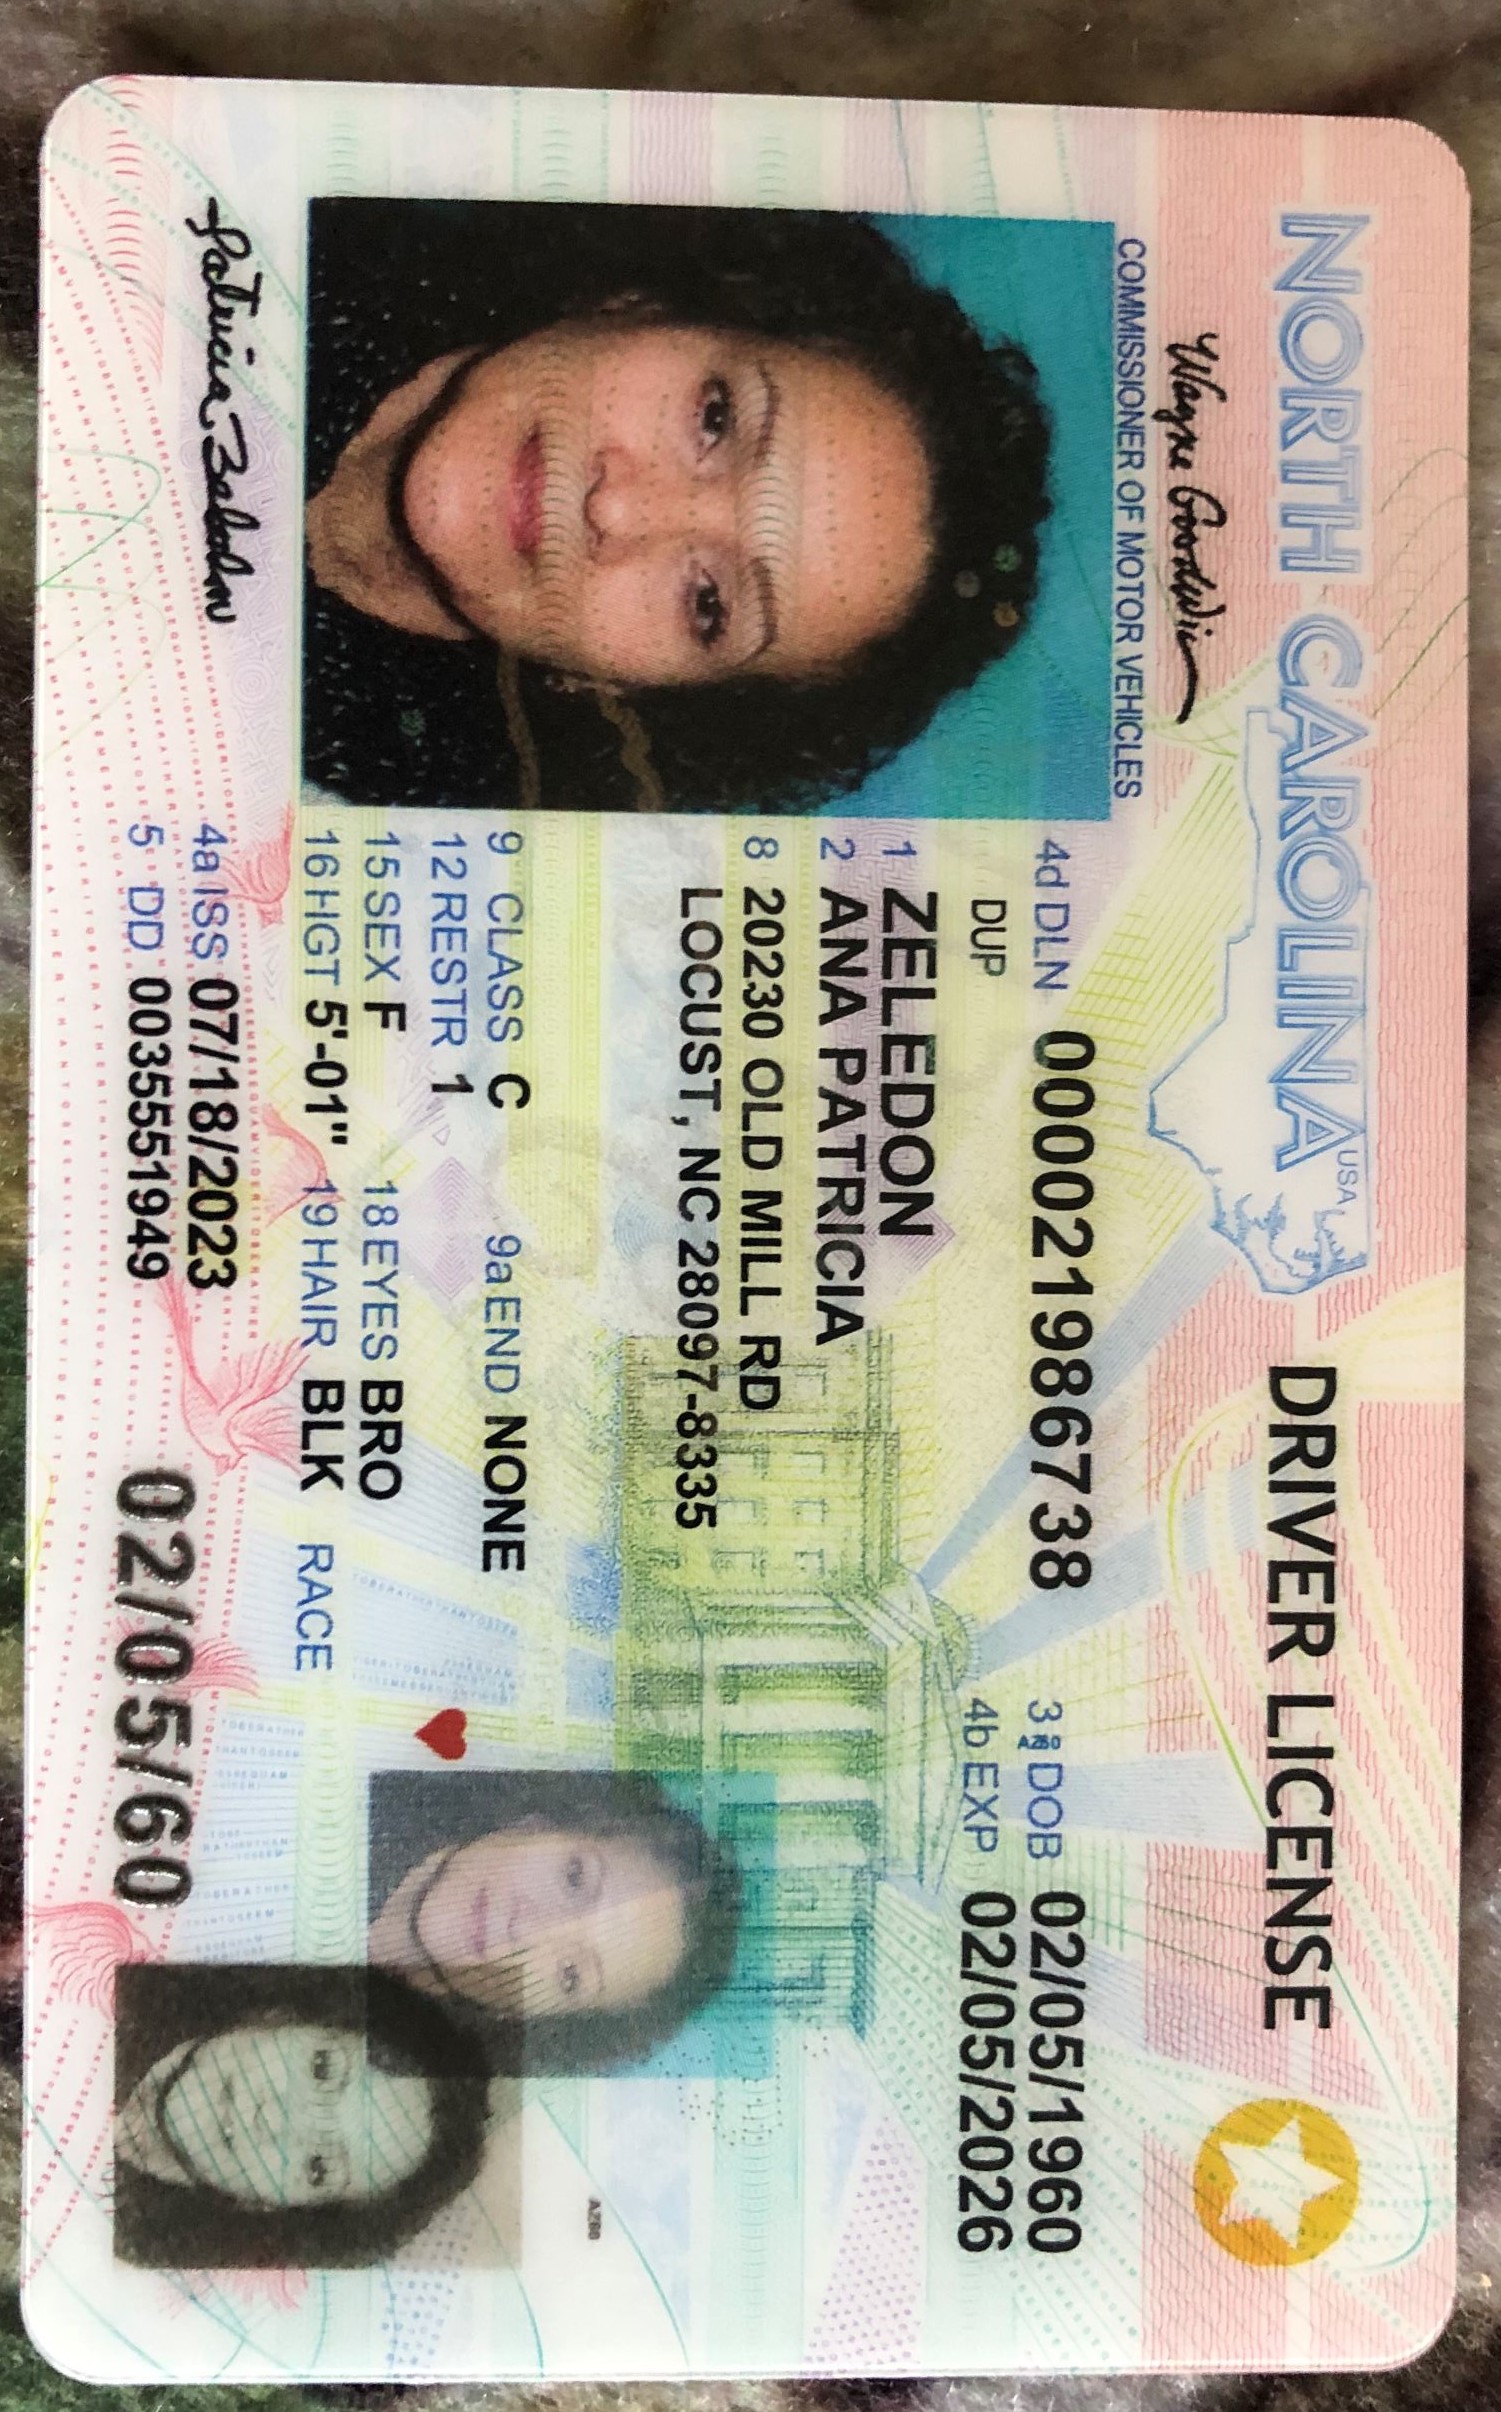 NORTH CAROLINA USA DRIVER LICENSE
Wayne Goodwin
COMMISSIONER OF MOTOR VEHICLES
4d DLN 000021986738 3 DOB 02/05/1960
DUP 4b EXP 02/05/2026
1 ZELEDON
2 ANA PATRICIA
8 20230 OLD MILL RD
LOCUST, NC 28097-8335
9 CLASS C 9a END NONE
12 RESTR 1
15 SEX F 18 EYES BRO
16 HGT 5'-01" 19 HAIR BLK RACE
Patricia
4a ISS 07/18/2023
5 DD 0035551949
02/05/60
AZ60